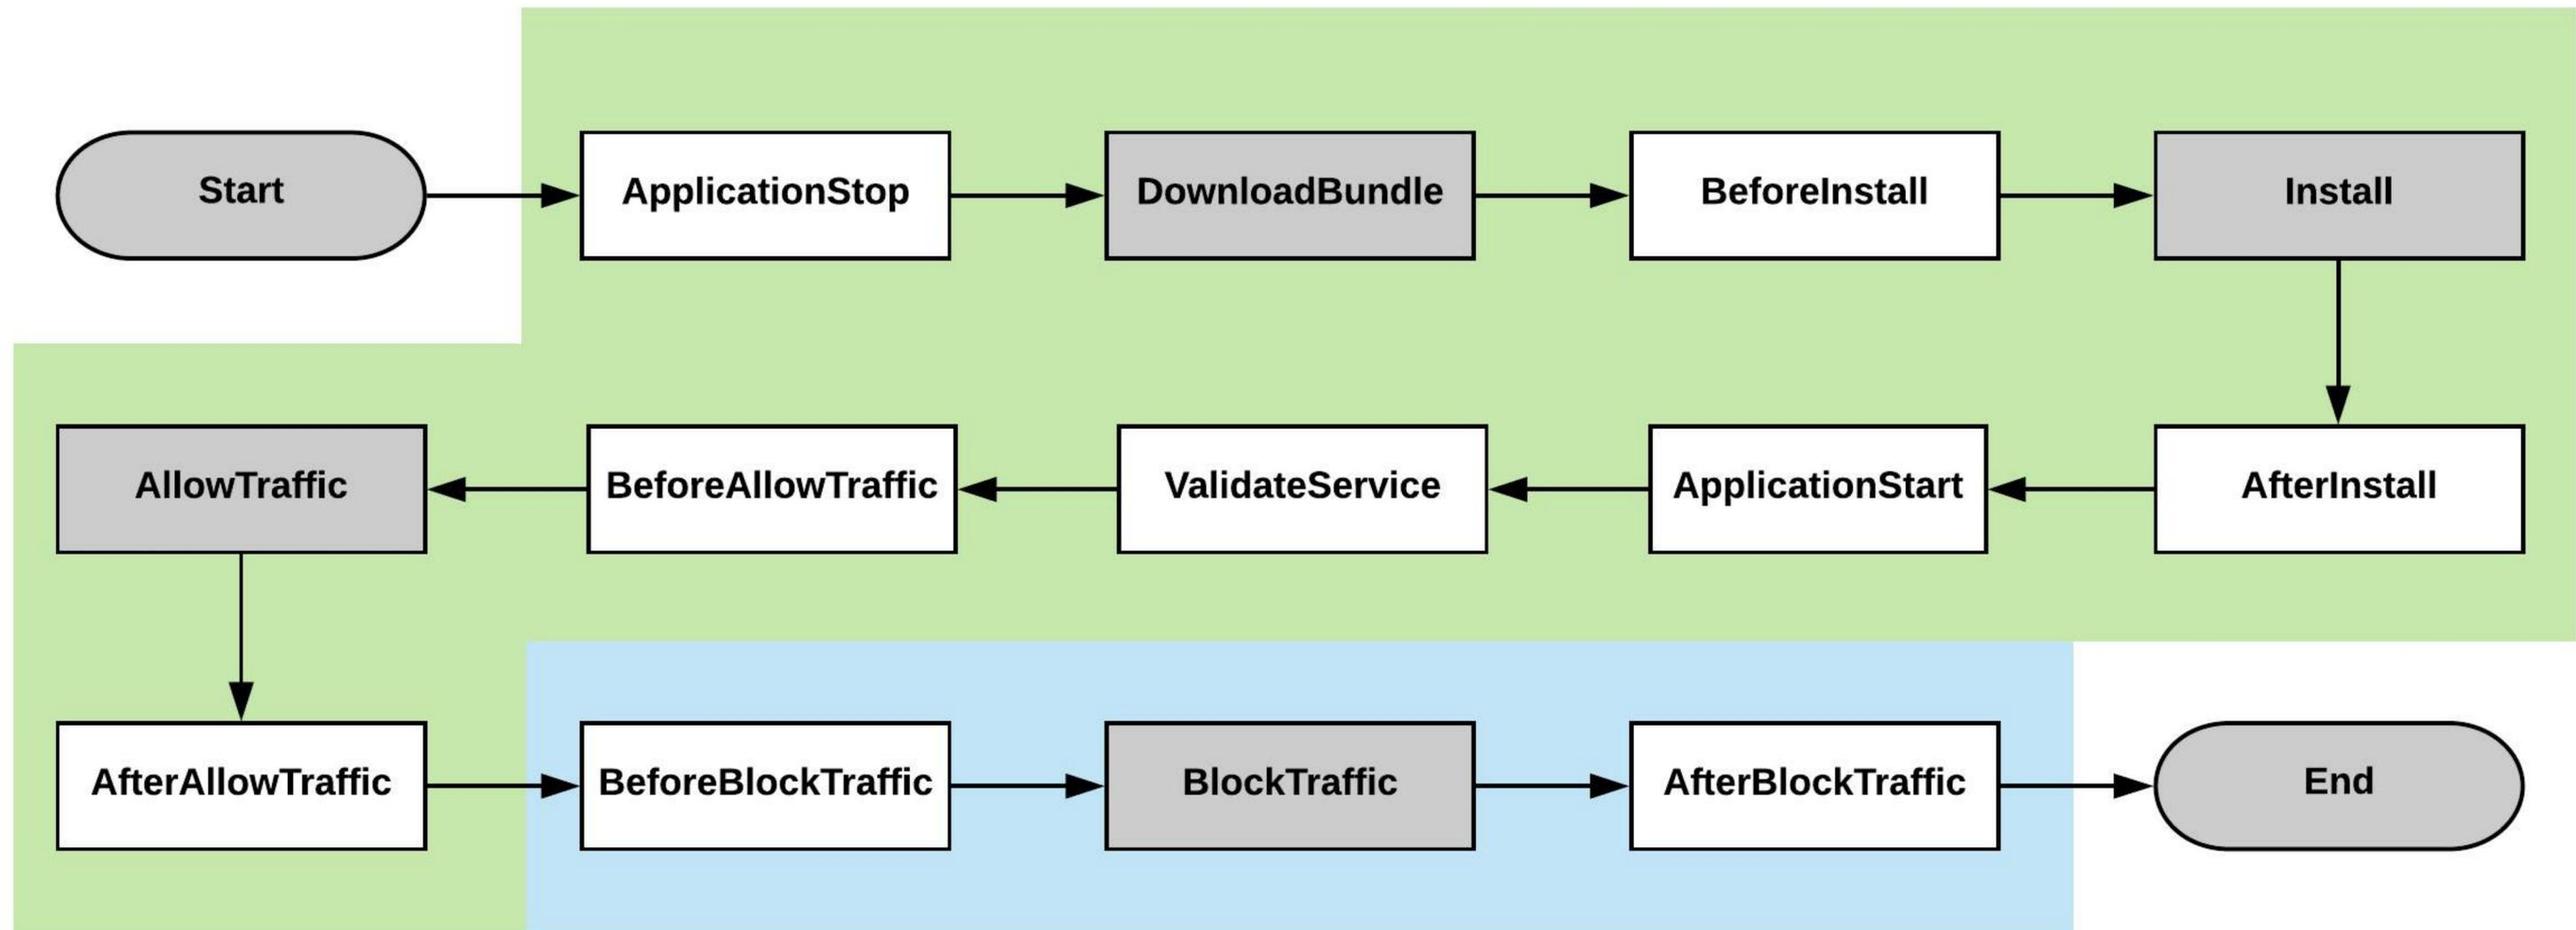 Start
ApplicationStop
DownloadBundle
BeforeInstall
Install
AfterInstall
ApplicationStart
ValidateService
BeforeAllowTraffic
AllowTraffic
AfterAllowTraffic
BeforeBlockTraffic
BlockTraffic
AfterBlockTraffic
End